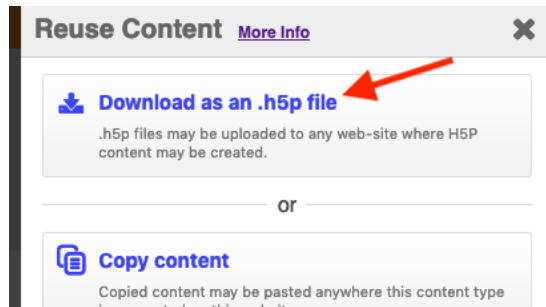 Reuse Content More Info
Download as an .h5p file
.h5p files may be uploaded to any web-site where H5P
content may be created.
or
Copy content
Copied content may be pasted anywhere this content type